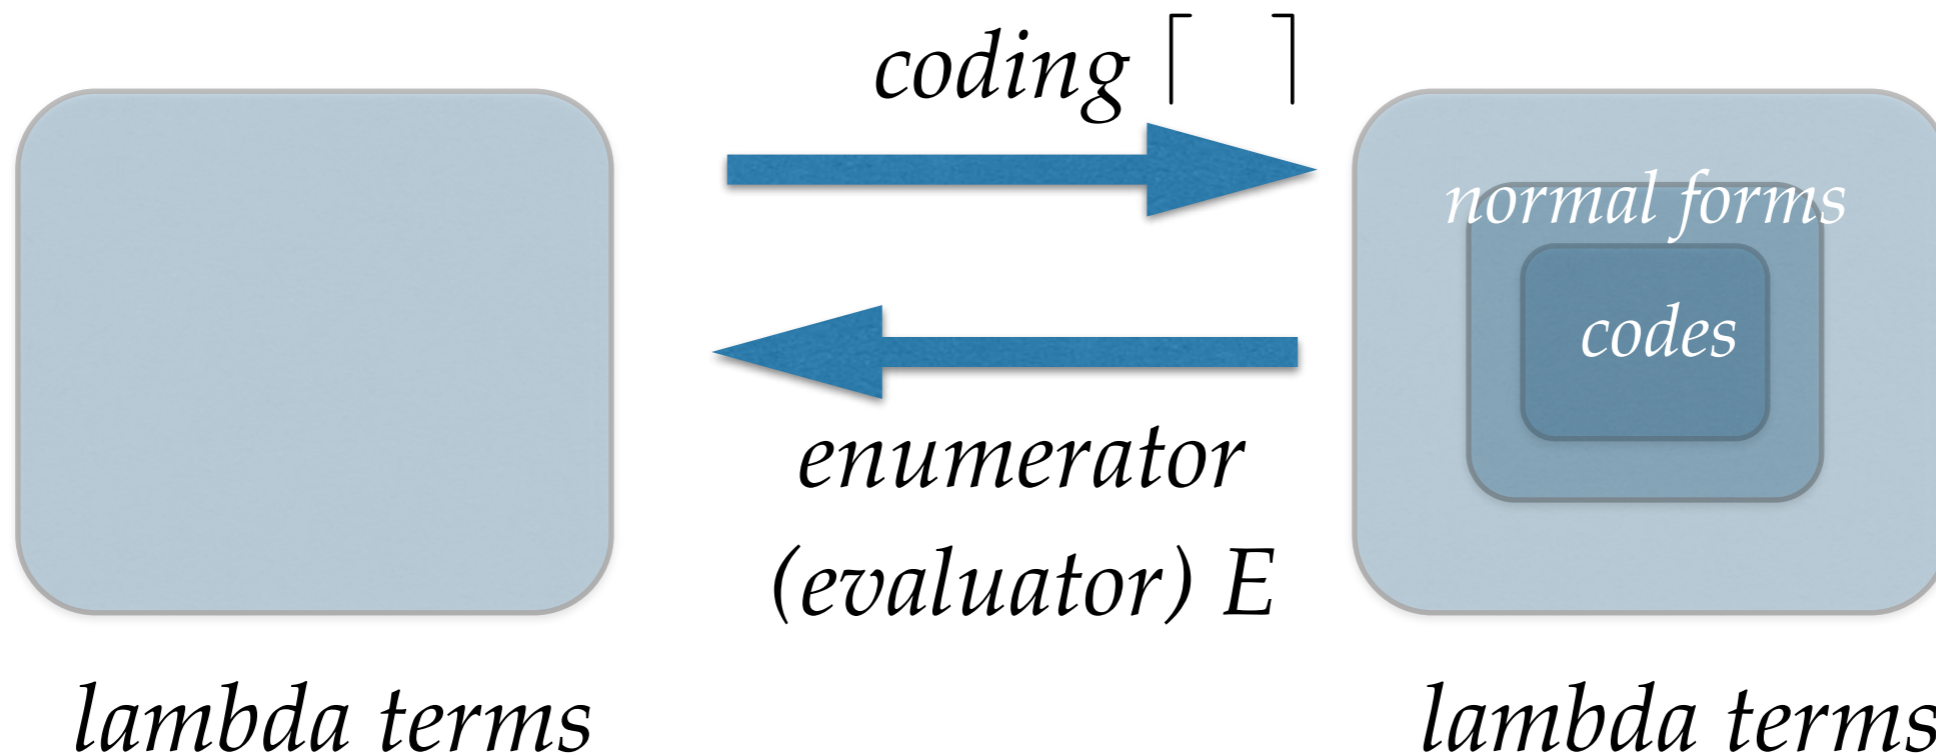 coding ⌈ ⌉
normal forms
codes
enumerator
(evaluator) E
lambda terms
lambda terms